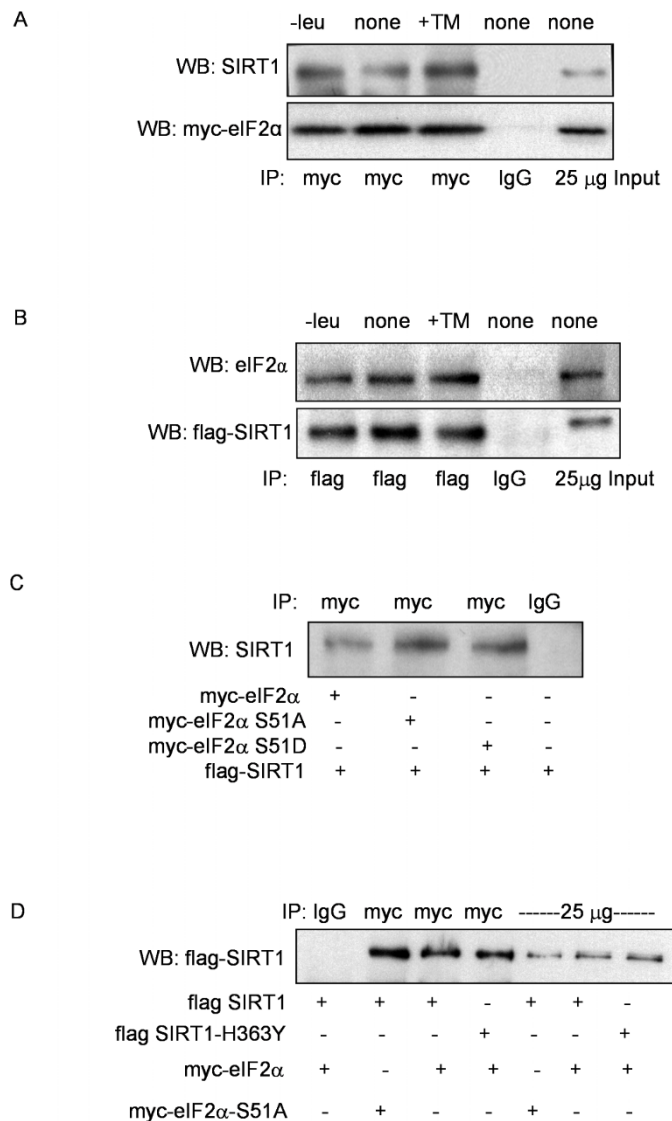 A
-leu none +TM none none
WB: SIRT1
WB: myc-eIF2α
IP: myc myc myc IgG 25 µg Input
B
-leu none +TM none none
WB: eIF2α
WB: flag-SIRT1
IP: flag flag flag IgG 25µg Input
C
IP: myc myc myc IgG
WB: SIRT1
myc-eIF2α + - - -
myc-eIF2α S51A - + - -
myc-eIF2α S51D - - + -
flag-SIRT1 + + + +
D
IP: IgG myc myc myc ------25 µg------
WB: flag-SIRT1
flag SIRT1 + + + - + + -
flag SIRT1-H363Y - - - + - - +
myc-eIF2α + - + + - + +
myc-eIF2α-S51A - + - - + - -